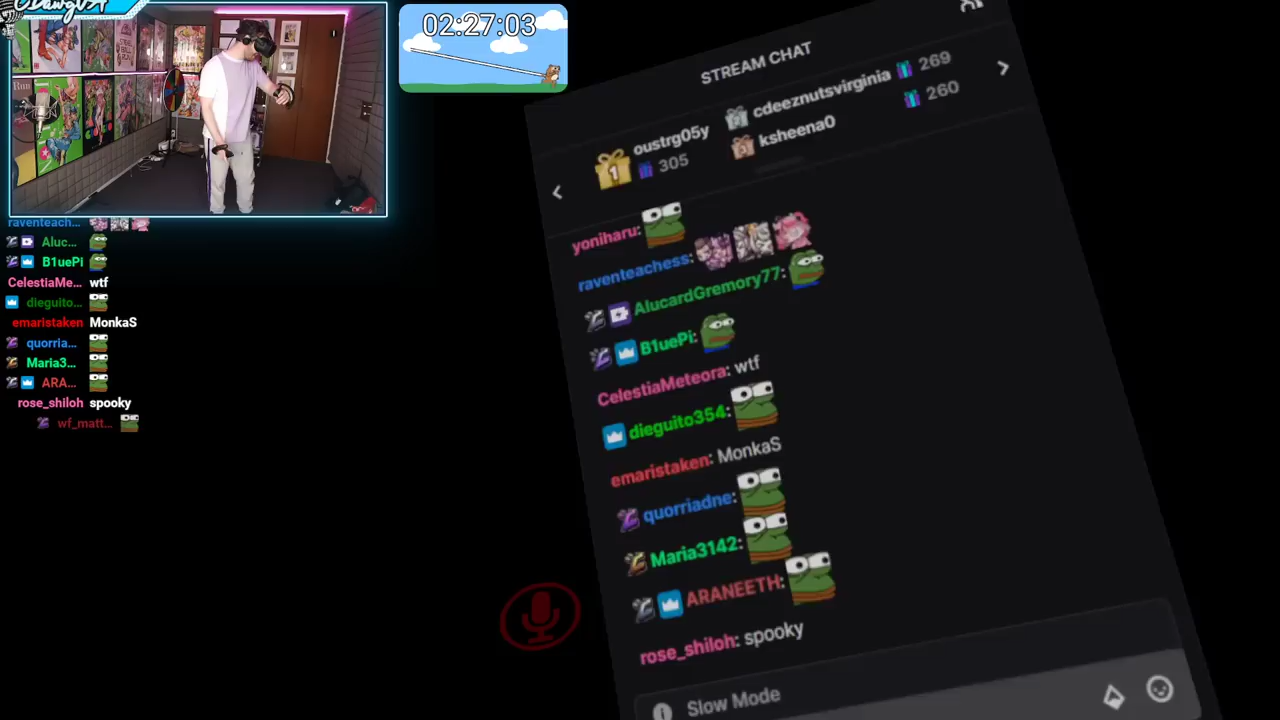 CDawgVA
02:27:03
raventeach...
Aluc...
B1uePi
CelestiaMe... wtf
dieguito...
emaristaken MonkaS
quorria...
Maria3...
ARA...
rose_shiloh spooky
wf_matt...
STREAM CHAT
1 oustrg05y 305
cdeeznutsvirginia 269
ksheena0 260
yoniharu:
raventeachess:
AlucardGremory77:
B1uePi:
CelestiaMeteora: wtf
dieguito354:
emaristaken: MonkaS
quorriadne:
Maria3142:
ARANEETH:
rose_shiloh: spooky
Slow Mode